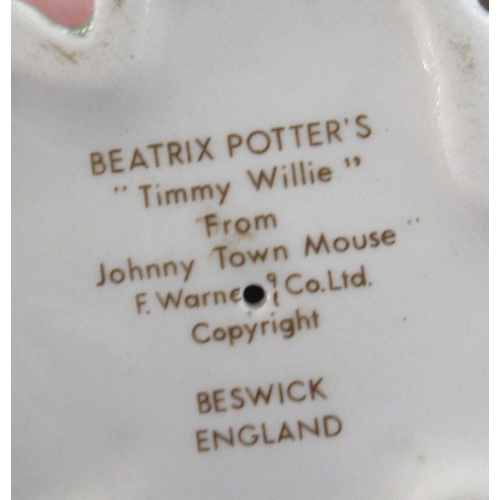 BEATRIX POTTER'S
"Timmy Willie"
From
Johnny Town Mouse"
F. Warne & Co. Ltd.
Copyright
BESWICK
ENGLAND